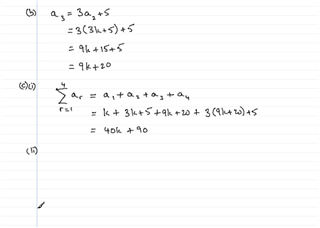 (b) a₃ = 3a₂ + 5
= 3(3k+5) + 5
= 9k + 15 + 5
= 9k + 20
(c)(i) 4∑r=1 aᵣ = a₁ + a₂ + a₃ + a₄
= k + 3k+5 + 9k+20 + 3(9k+20)+5
= 40k + 90
(ii)